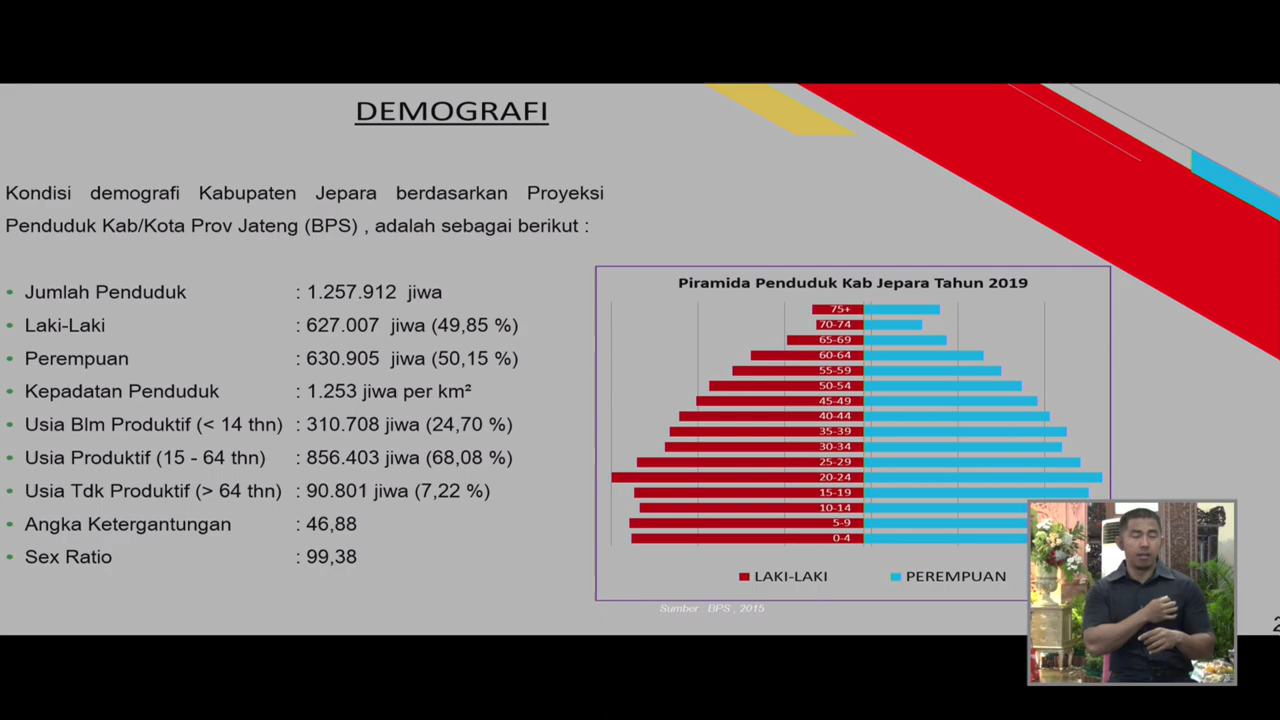 DEMOGRAFI
Kondisi demografi Kabupaten Jepara berdasarkan Proyeksi
Penduduk Kab/Kota Prov Jateng (BPS) , adalah sebagai berikut :
• Jumlah Penduduk : 1.257.912 jiwa
• Laki-Laki : 627.007 jiwa (49,85 %)
• Perempuan : 630.905 jiwa (50,15 %)
• Kepadatan Penduduk : 1.253 jiwa per km²
• Usia Blm Produktif (< 14 thn) : 310.708 jiwa (24,70 %)
• Usia Produktif (15 - 64 thn) : 856.403 jiwa (68,08 %)
• Usia Tdk Produktif (> 64 thn) : 90.801 jiwa (7,22 %)
• Angka Ketergantungan : 46,88
• Sex Ratio : 99,38
Piramida Penduduk Kab Jepara Tahun 2019
75+
70-74
65-69
60-64
55-59
50-54
45-49
40-44
35-39
30-34
25-29
20-24
15-19
10-14
5-9
0-4
LAKI-LAKI PEREMPUAN
Sumber : BPS , 2015